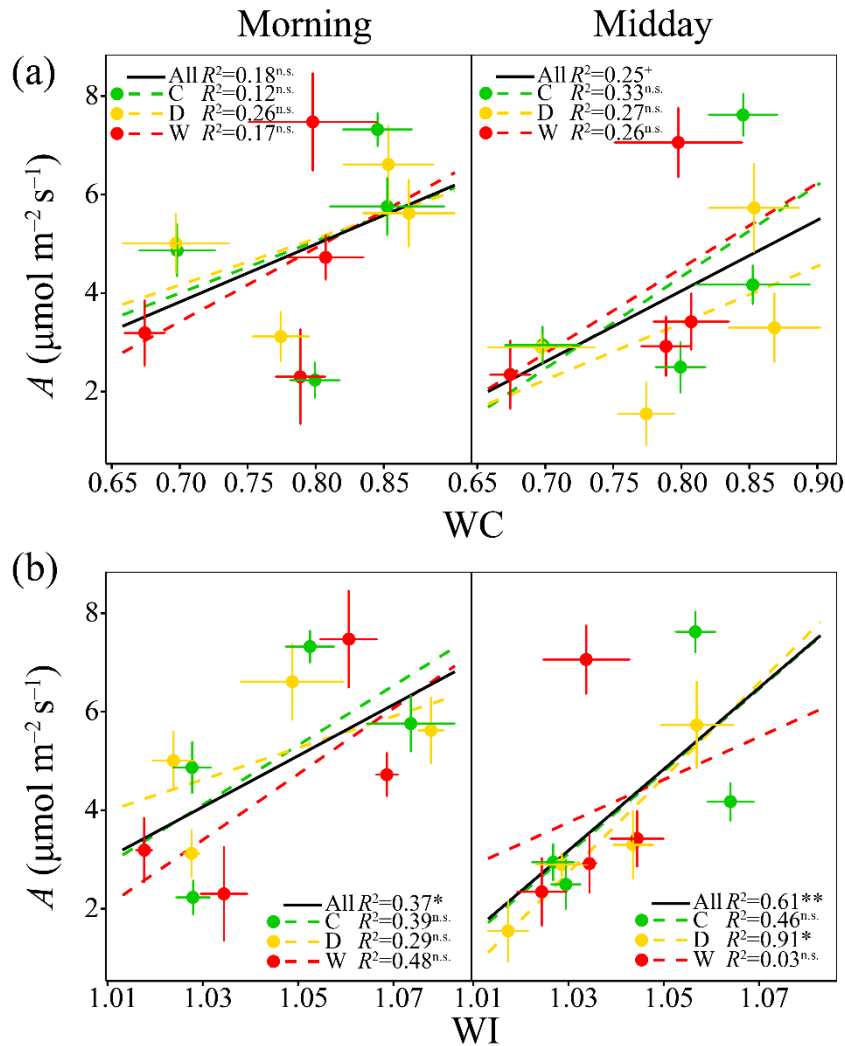 Morning Midday
(a)
All R²=0.18ⁿ·ˢ·
C R²=0.12ⁿ·ˢ·
D R²=0.26ⁿ·ˢ·
W R²=0.17ⁿ·ˢ·
All R²=0.25⁺
C R²=0.33ⁿ·ˢ·
D R²=0.27ⁿ·ˢ·
W R²=0.26ⁿ·ˢ·
8
6
4
2
A (μmol m⁻² s⁻¹)
0.65 0.70 0.80 0.85 0.65 0.70 0.80 0.85 0.90
WC
(b)
8
6
4
2
A (μmol m⁻² s⁻¹)
All R²=0.37*
C R²=0.39ⁿ·ˢ·
D R²=0.29ⁿ·ˢ·
W R²=0.48ⁿ·ˢ·
All R²=0.61**
C R²=0.46ⁿ·ˢ·
D R²=0.91*
W R²=0.03ⁿ·ˢ·
1.01 1.03 1.05 1.07 1.01 1.03 1.05 1.07
WI